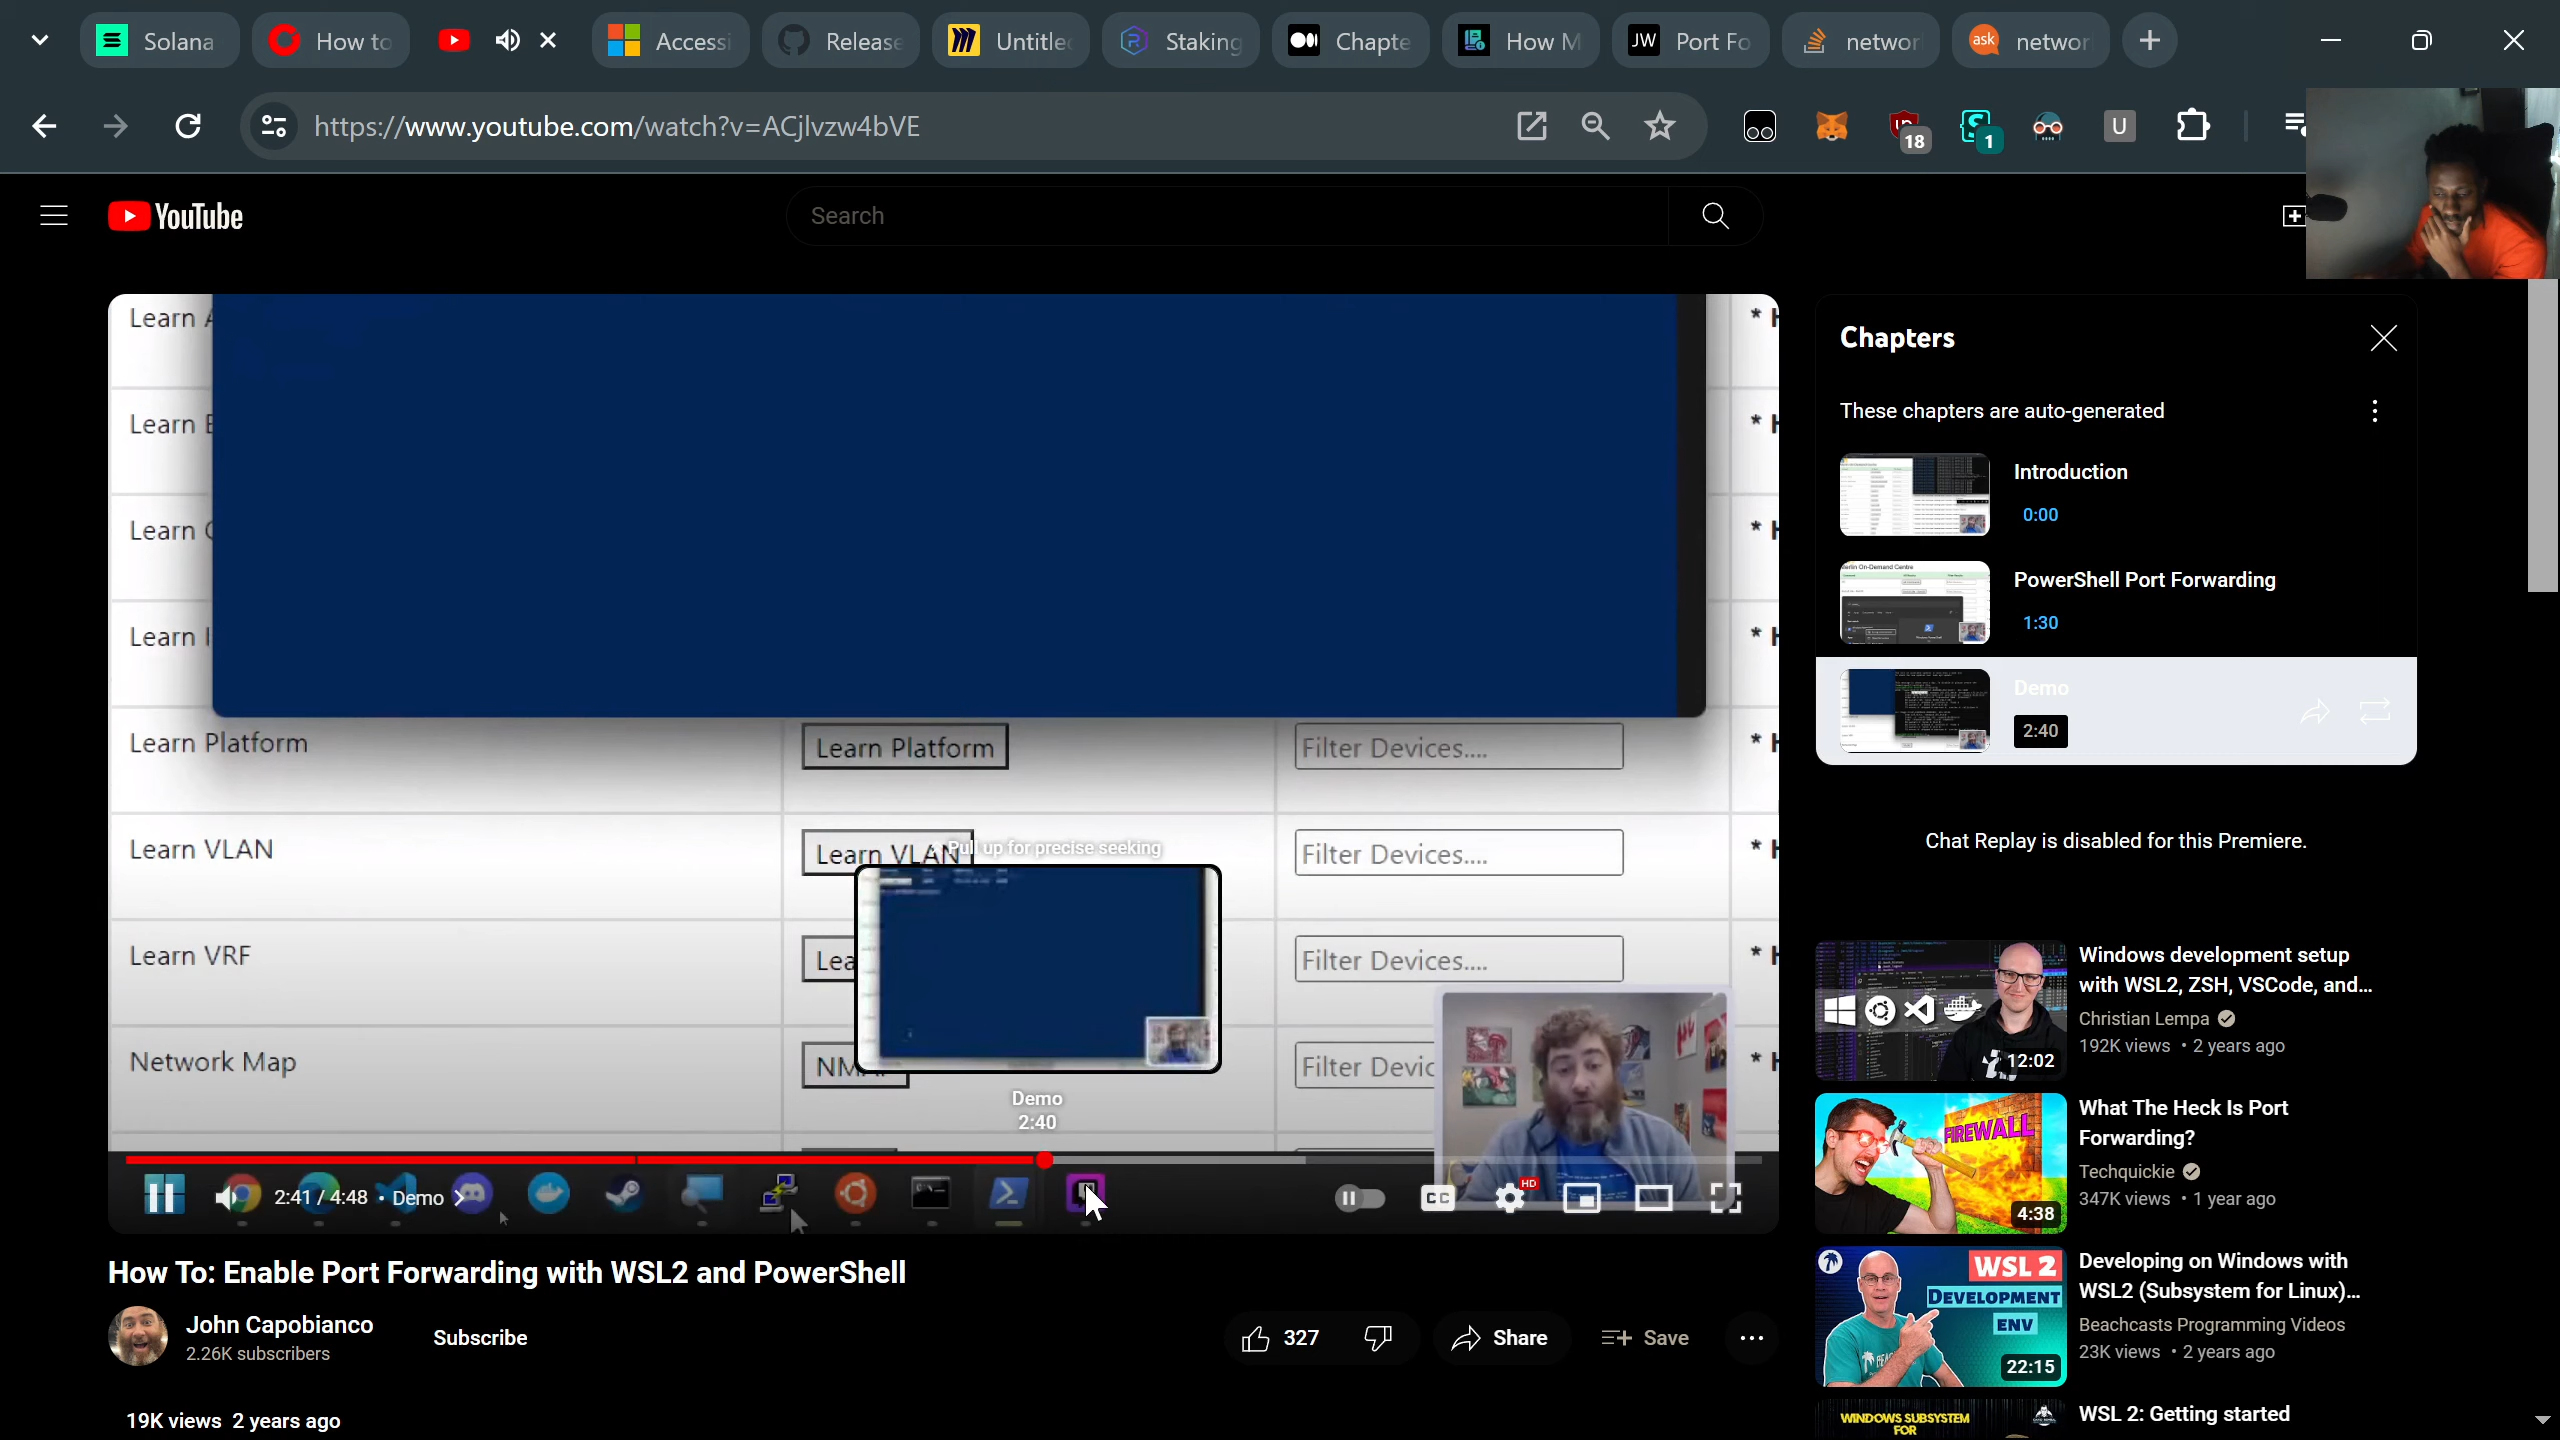 Solana
How to
Accessi
Release
Untitle
Staking
Chapte
How M
Port Fo
networ
networ
https://www.youtube.com/watch?v=ACjlvzw4bVE
18
1
U
YouTube
Search
Learn
Learn
Learn
Learn
Learn Platform
Learn Platform
Filter Devices....
Learn VLAN
Learn VLAN
Filter Devices....
Pull up for precise seeking
Learn VRF
Lea
Filter Devices....
Network Map
Filter Devic
Demo
2:40
2:41 / 4:48 • Demo
CC
HD
How To: Enable Port Forwarding with WSL2 and PowerShell
John Capobianco
2.26K subscribers
Subscribe
327
Share
Save
19K views 2 years ago
Chapters
These chapters are auto-generated
Introduction
0:00
PowerShell Port Forwarding
1:30
Demo
2:40
Chat Replay is disabled for this Premiere.
12:02
Windows development setup
with WSL2, ZSH, VSCode, and...
Christian Lempa
192K views • 2 years ago
FIREWALL
4:38
What The Heck Is Port
Forwarding?
Techquickie
347K views • 1 year ago
WSL 2
DEVELOPMENT
ENV
22:15
Developing on Windows with
WSL2 (Subsystem for Linux)...
Beachcasts Programming Videos
23K views • 2 years ago
WINDOWS SUBSYSTEM
FOR
WSL 2: Getting started